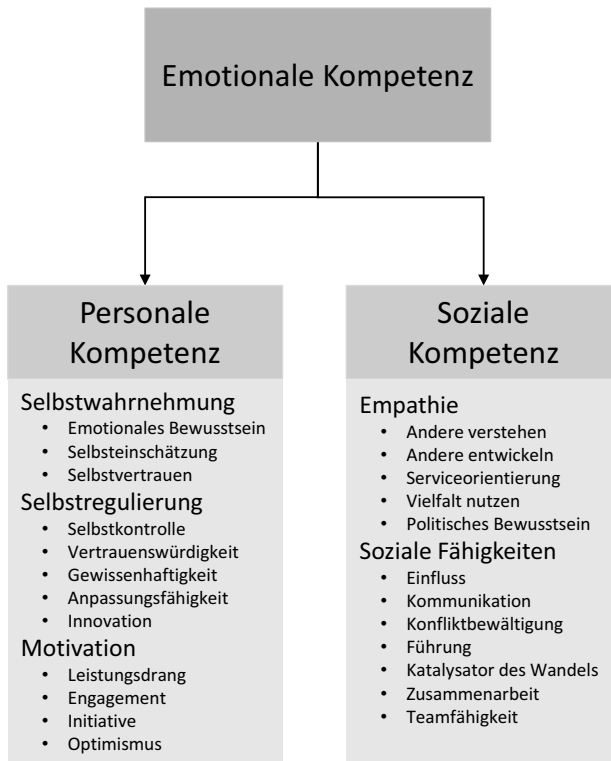 Emotionale Kompetenz
Personale
Kompetenz
Selbstwahrnehmung
• Emotionales Bewusstsein
• Selbsteinschätzung
• Selbstvertrauen
Selbstregulierung
• Selbstkontrolle
• Vertrauenswürdigkeit
• Gewissenhaftigkeit
• Anpassungsfähigkeit
• Innovation
Motivation
• Leistungsdrang
• Engagement
• Initiative
• Optimismus
Soziale
Kompetenz
Empathie
• Andere verstehen
• Andere entwickeln
• Serviceorientierung
• Vielfalt nutzen
• Politisches Bewusstsein
Soziale Fähigkeiten
• Einfluss
• Kommunikation
• Konfliktbewältigung
• Führung
• Katalysator des Wandels
• Zusammenarbeit
• Teamfähigkeit